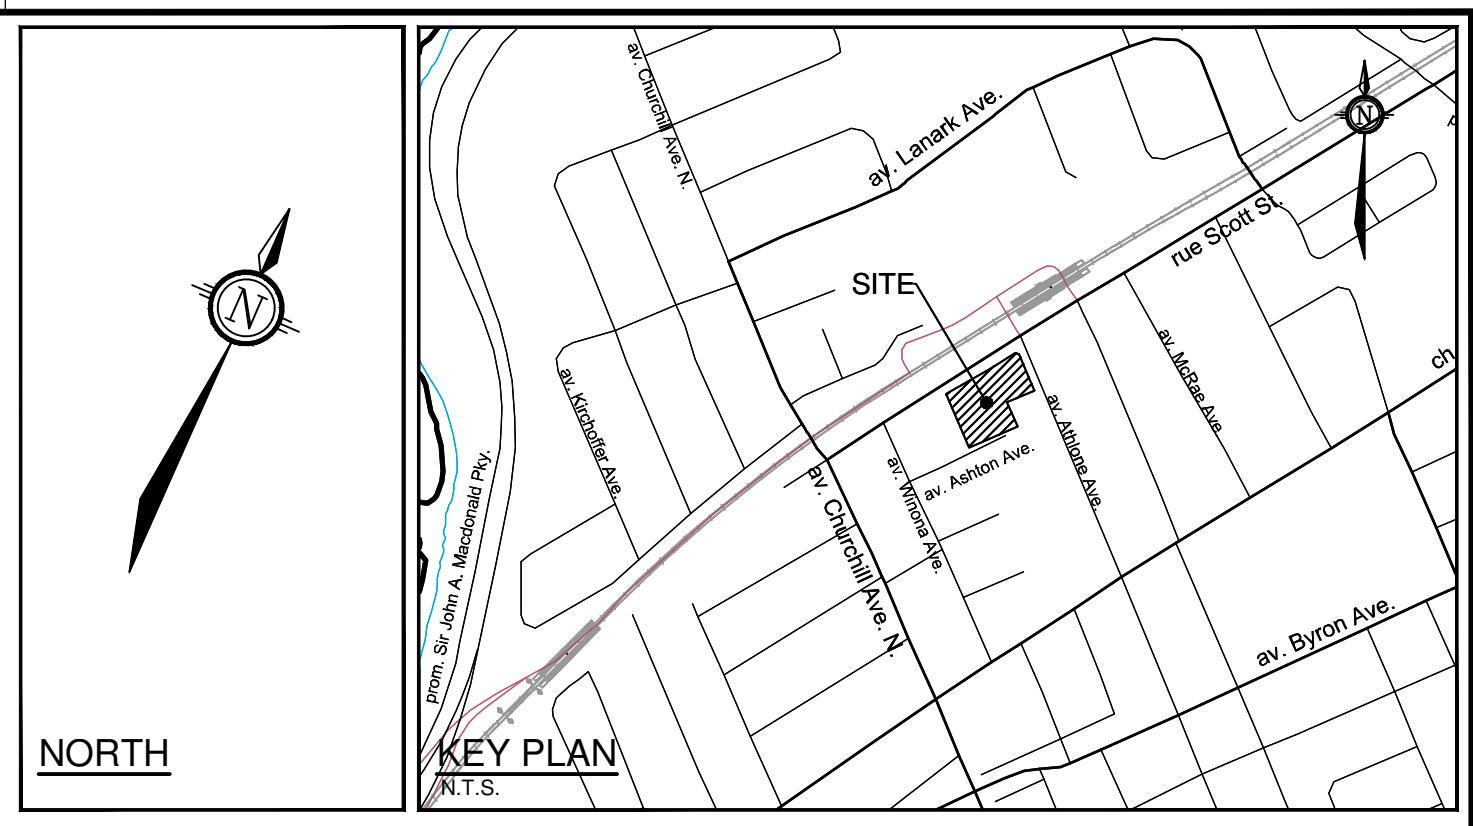 N
NORTH
av. Churchill Ave. N.
av. Lanark Ave.
N
rue Scott St.
SITE
av. Kirchoffer Ave.
av. McRae Ave
ch
av. Athlone Ave.
av. Winona Ave.
av. Ashton Ave.
av. Churchill Ave. N.
prom. Sir John A. Macdonald Pky.
av. Byron Ave.
KEY PLAN
N.T.S.